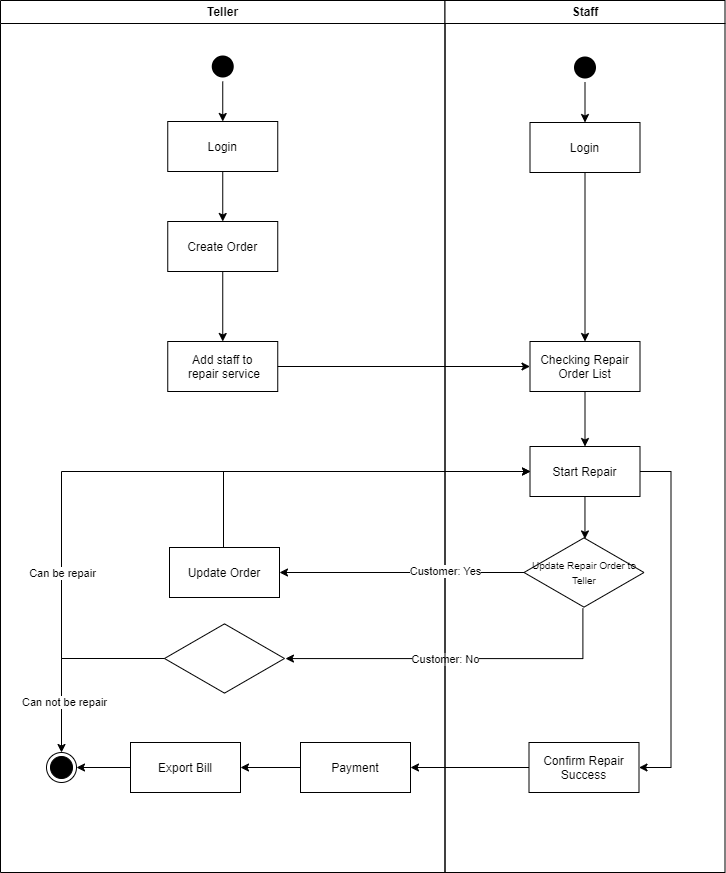 Teller
Staff
Login
Login
Create Order
Add staff to
repair service
Checking Repair
Order List
Start Repair
Can be repair
Update Order
Customer: Yes
Update Repair Order to
Teller
Customer: No
Can not be repair
Export Bill
Payment
Confirm Repair
Success